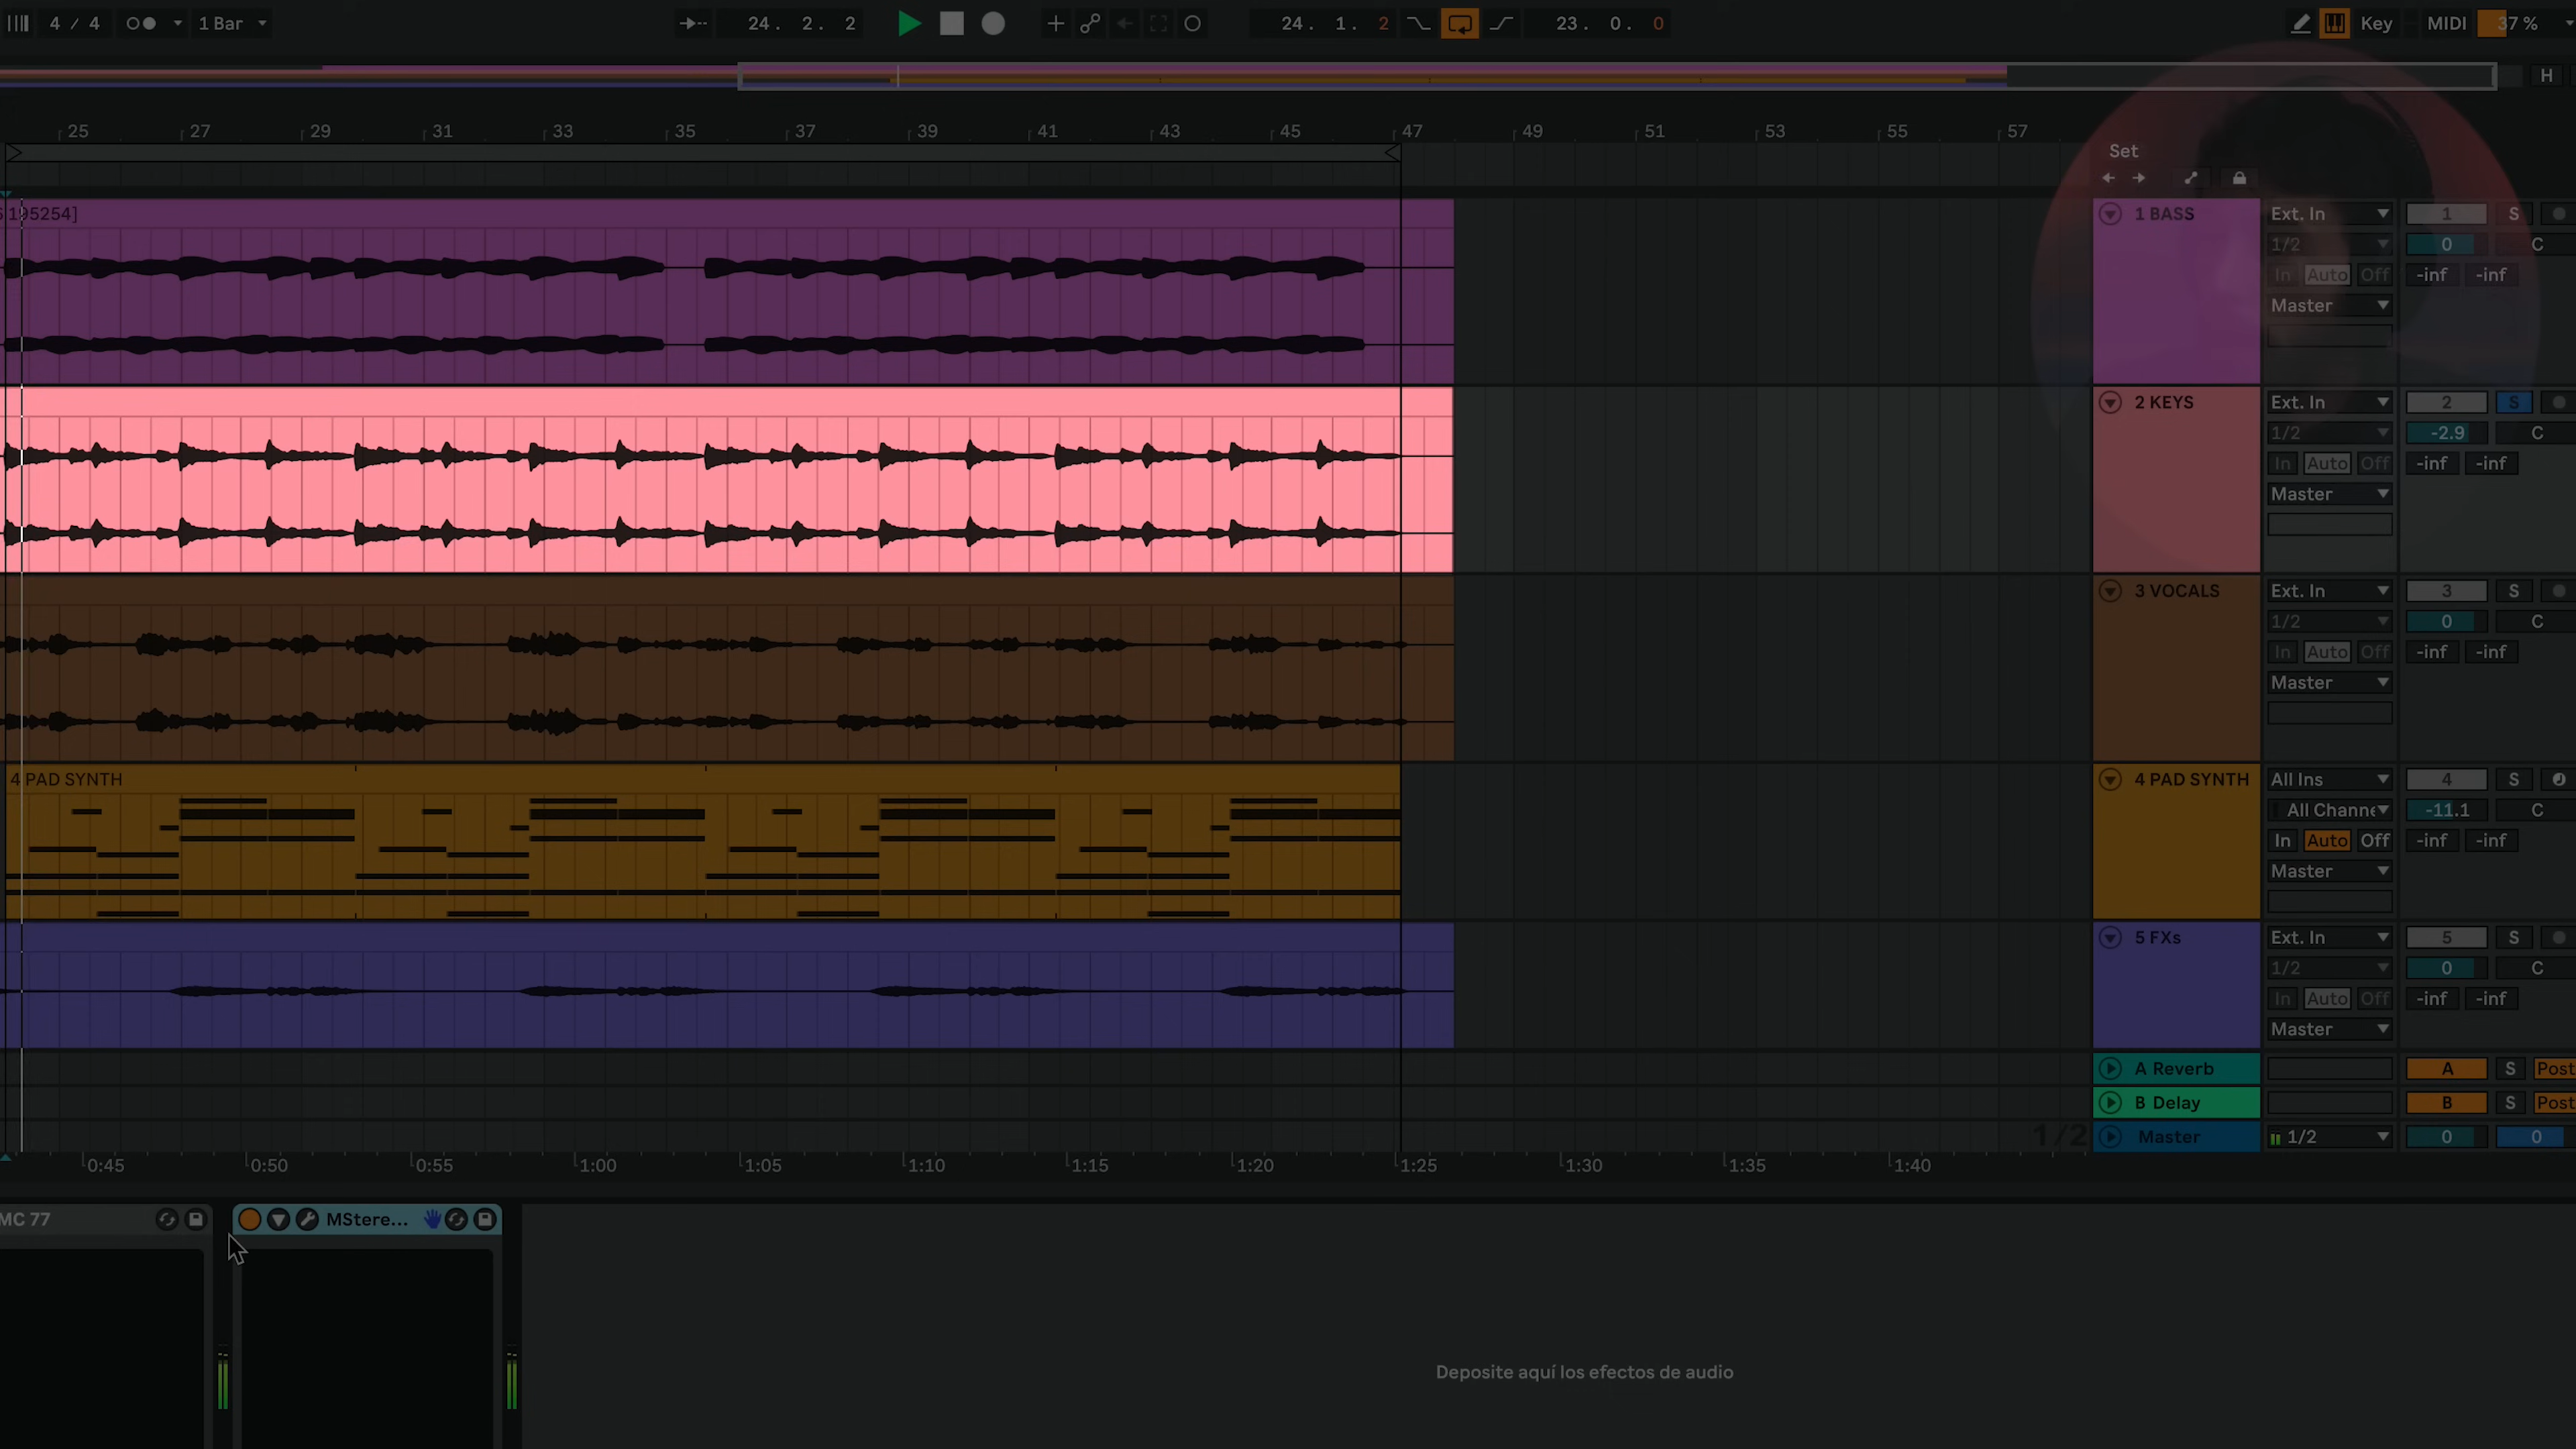 4 / 4 1 Bar 24. 2. 2 24. 1. 2 23. 0. 0 Key MIDI 37 %
H
25 27 29 31 33 35 37 39 41 43 45 47 49 51 53 55 57
Set
195254] 1 BASS Ext. In 1 S
1/2 0 C
In Auto Off -inf -inf
Master
2 KEYS Ext. In 2 S
1/2 -2.9 C
In Auto Off -inf -inf
Master
3 VOCALS Ext. In 3 S
1/2 0 C
In Auto Off -inf -inf
Master
4 PAD SYNTH 4 PAD SYNTH All Ins 4 S
All Channe -11.1 C
In Auto Off -inf -inf
Master
5 FXs Ext. In 5 S
1/2 0 C
In Auto Off -inf -inf
Master
A Reverb A S Post
B Delay B S Post
1/2 Master 1/2 0 0
0:45 0:50 0:55 1:00 1:05 1:10 1:15 1:20 1:25 1:30 1:35 1:40
MC 77 MStere...
Deposite aquí los efectos de audio